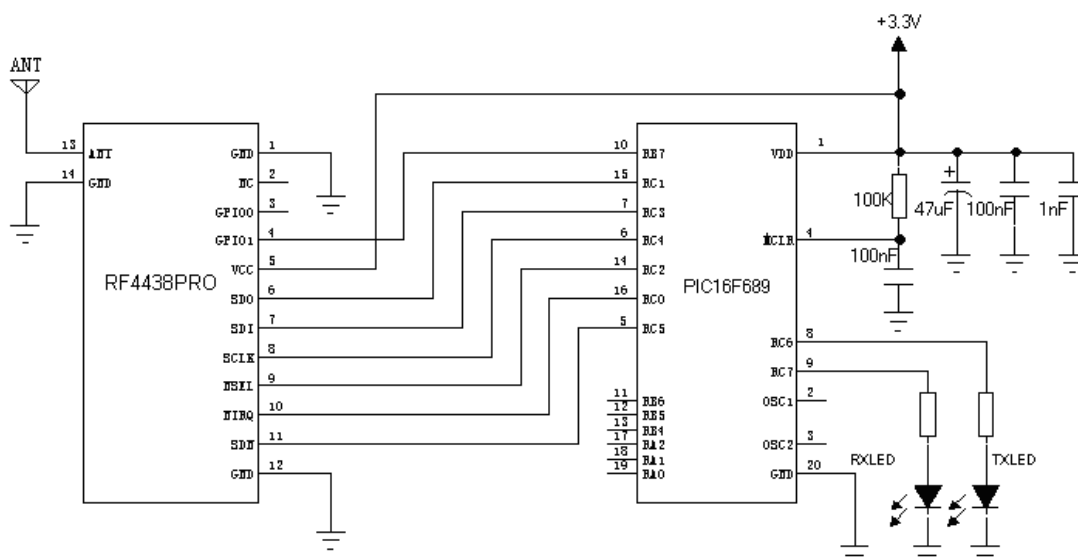 +3.3V
ANT
13 ANT
14 GND
RF4438PRO
GND 1
NC 2
GPIO0 3
GPIO1 4
VCC 5
SDO 6
SDI 7
SCLK 8
NSEL 9
NIRQ 10
SDN 11
GND 12
10 RB7
15 RC1
7 RC3
6 RC4
14 RC2
16 RC0
5 RC5
11 RB6
12 RB5
13 RB4
17 RA2
18 RA1
19 RA0
PIC16F689
VDD 1
MCLR 4
RC6 8
RC7 9
OSC1 2
OSC2 3
GND 20
100K
+
47uF
100nF
1nF
100nF
RXLED
TXLED